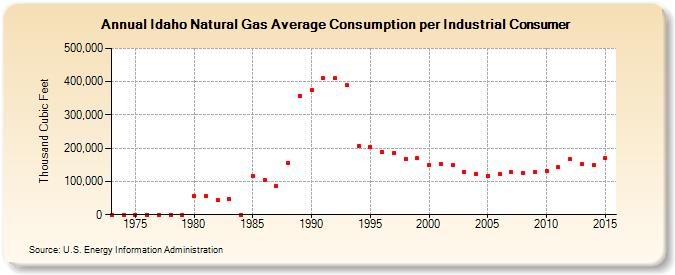 Annual Idaho Natural Gas Average Consumption per Industrial Consumer
Thousand Cubic Feet
500,000
400,000
300,000
200,000
100,000
0
1975 1980 1985 1990 1995 2000 2005 2010 2015
Source: U.S. Energy Information Administration